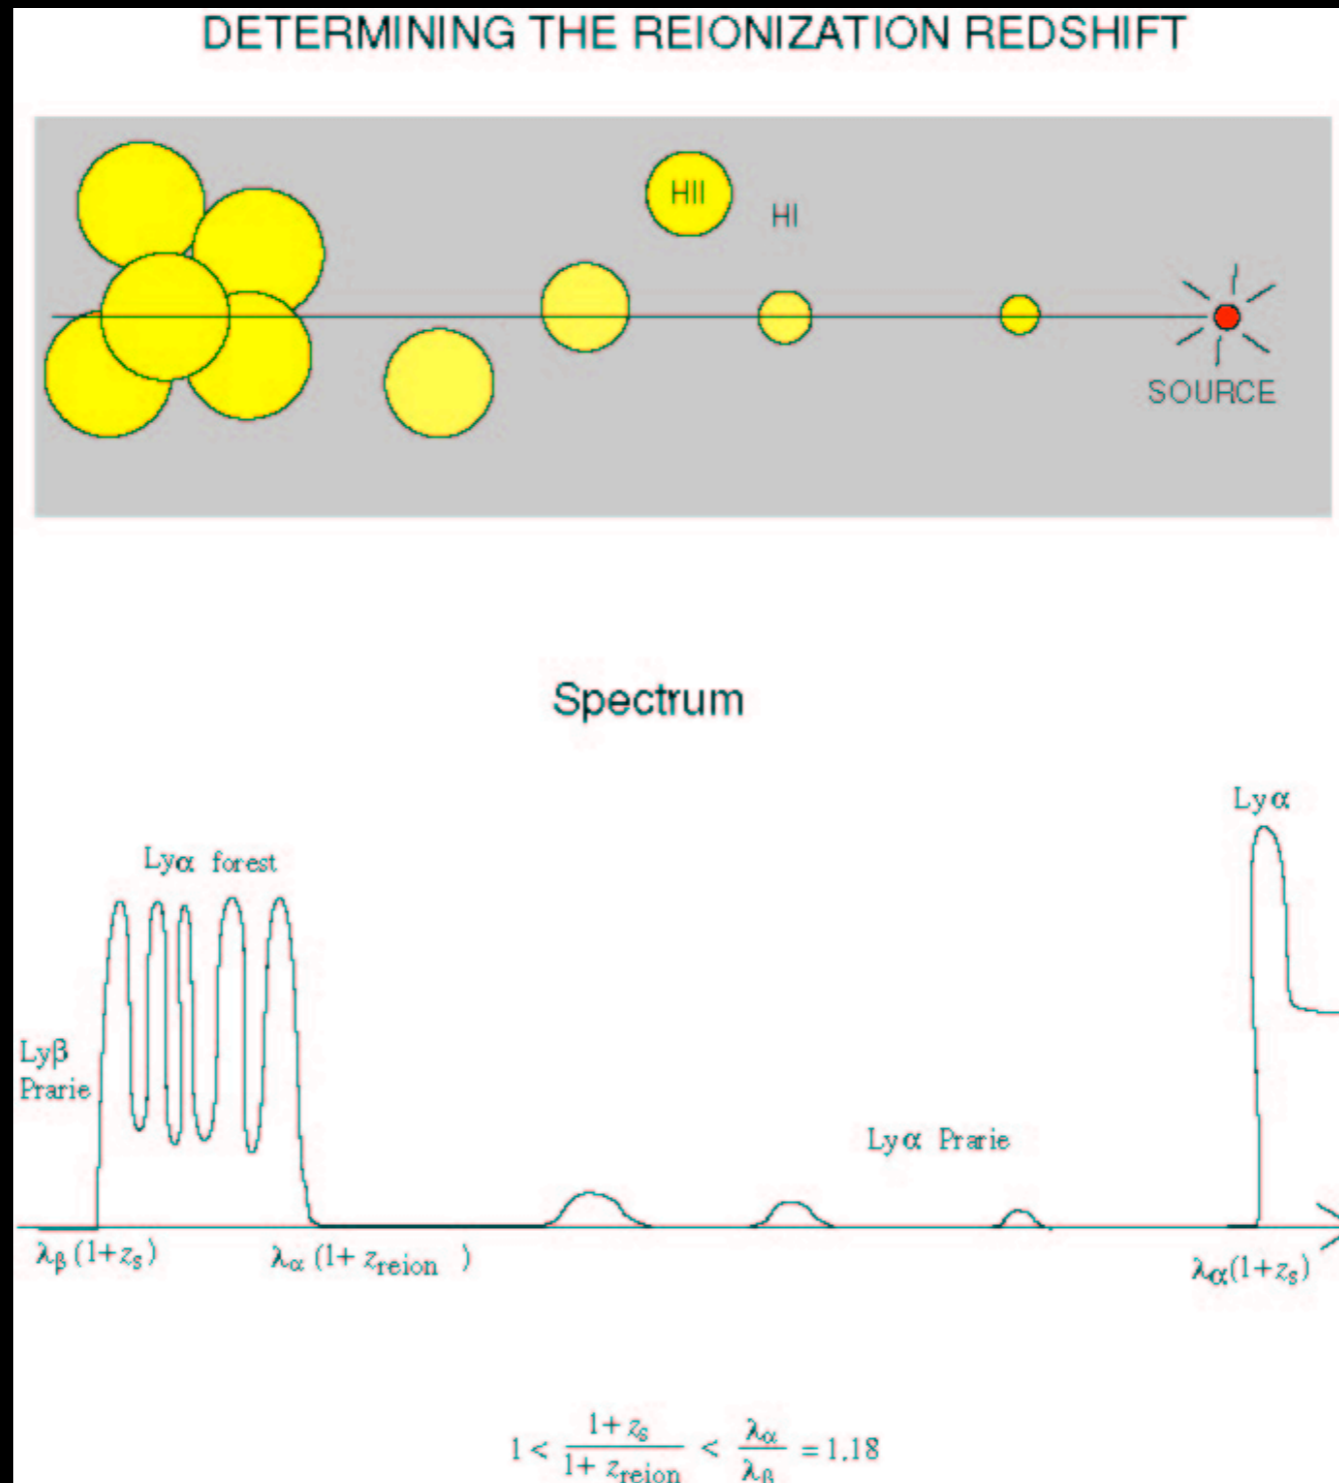 DETERMINING THE REIONIZATION REDSHIFT
HII
HI
SOURCE
Spectrum
Lyα
Lyα forest
Lyβ
Prarie
Lyα Prarie
λβ (1+zs)
λα (1+ zreion )
λα(1+zs)
1 < 1+ zs / 1+ zreion < λα / λβ = 1.18